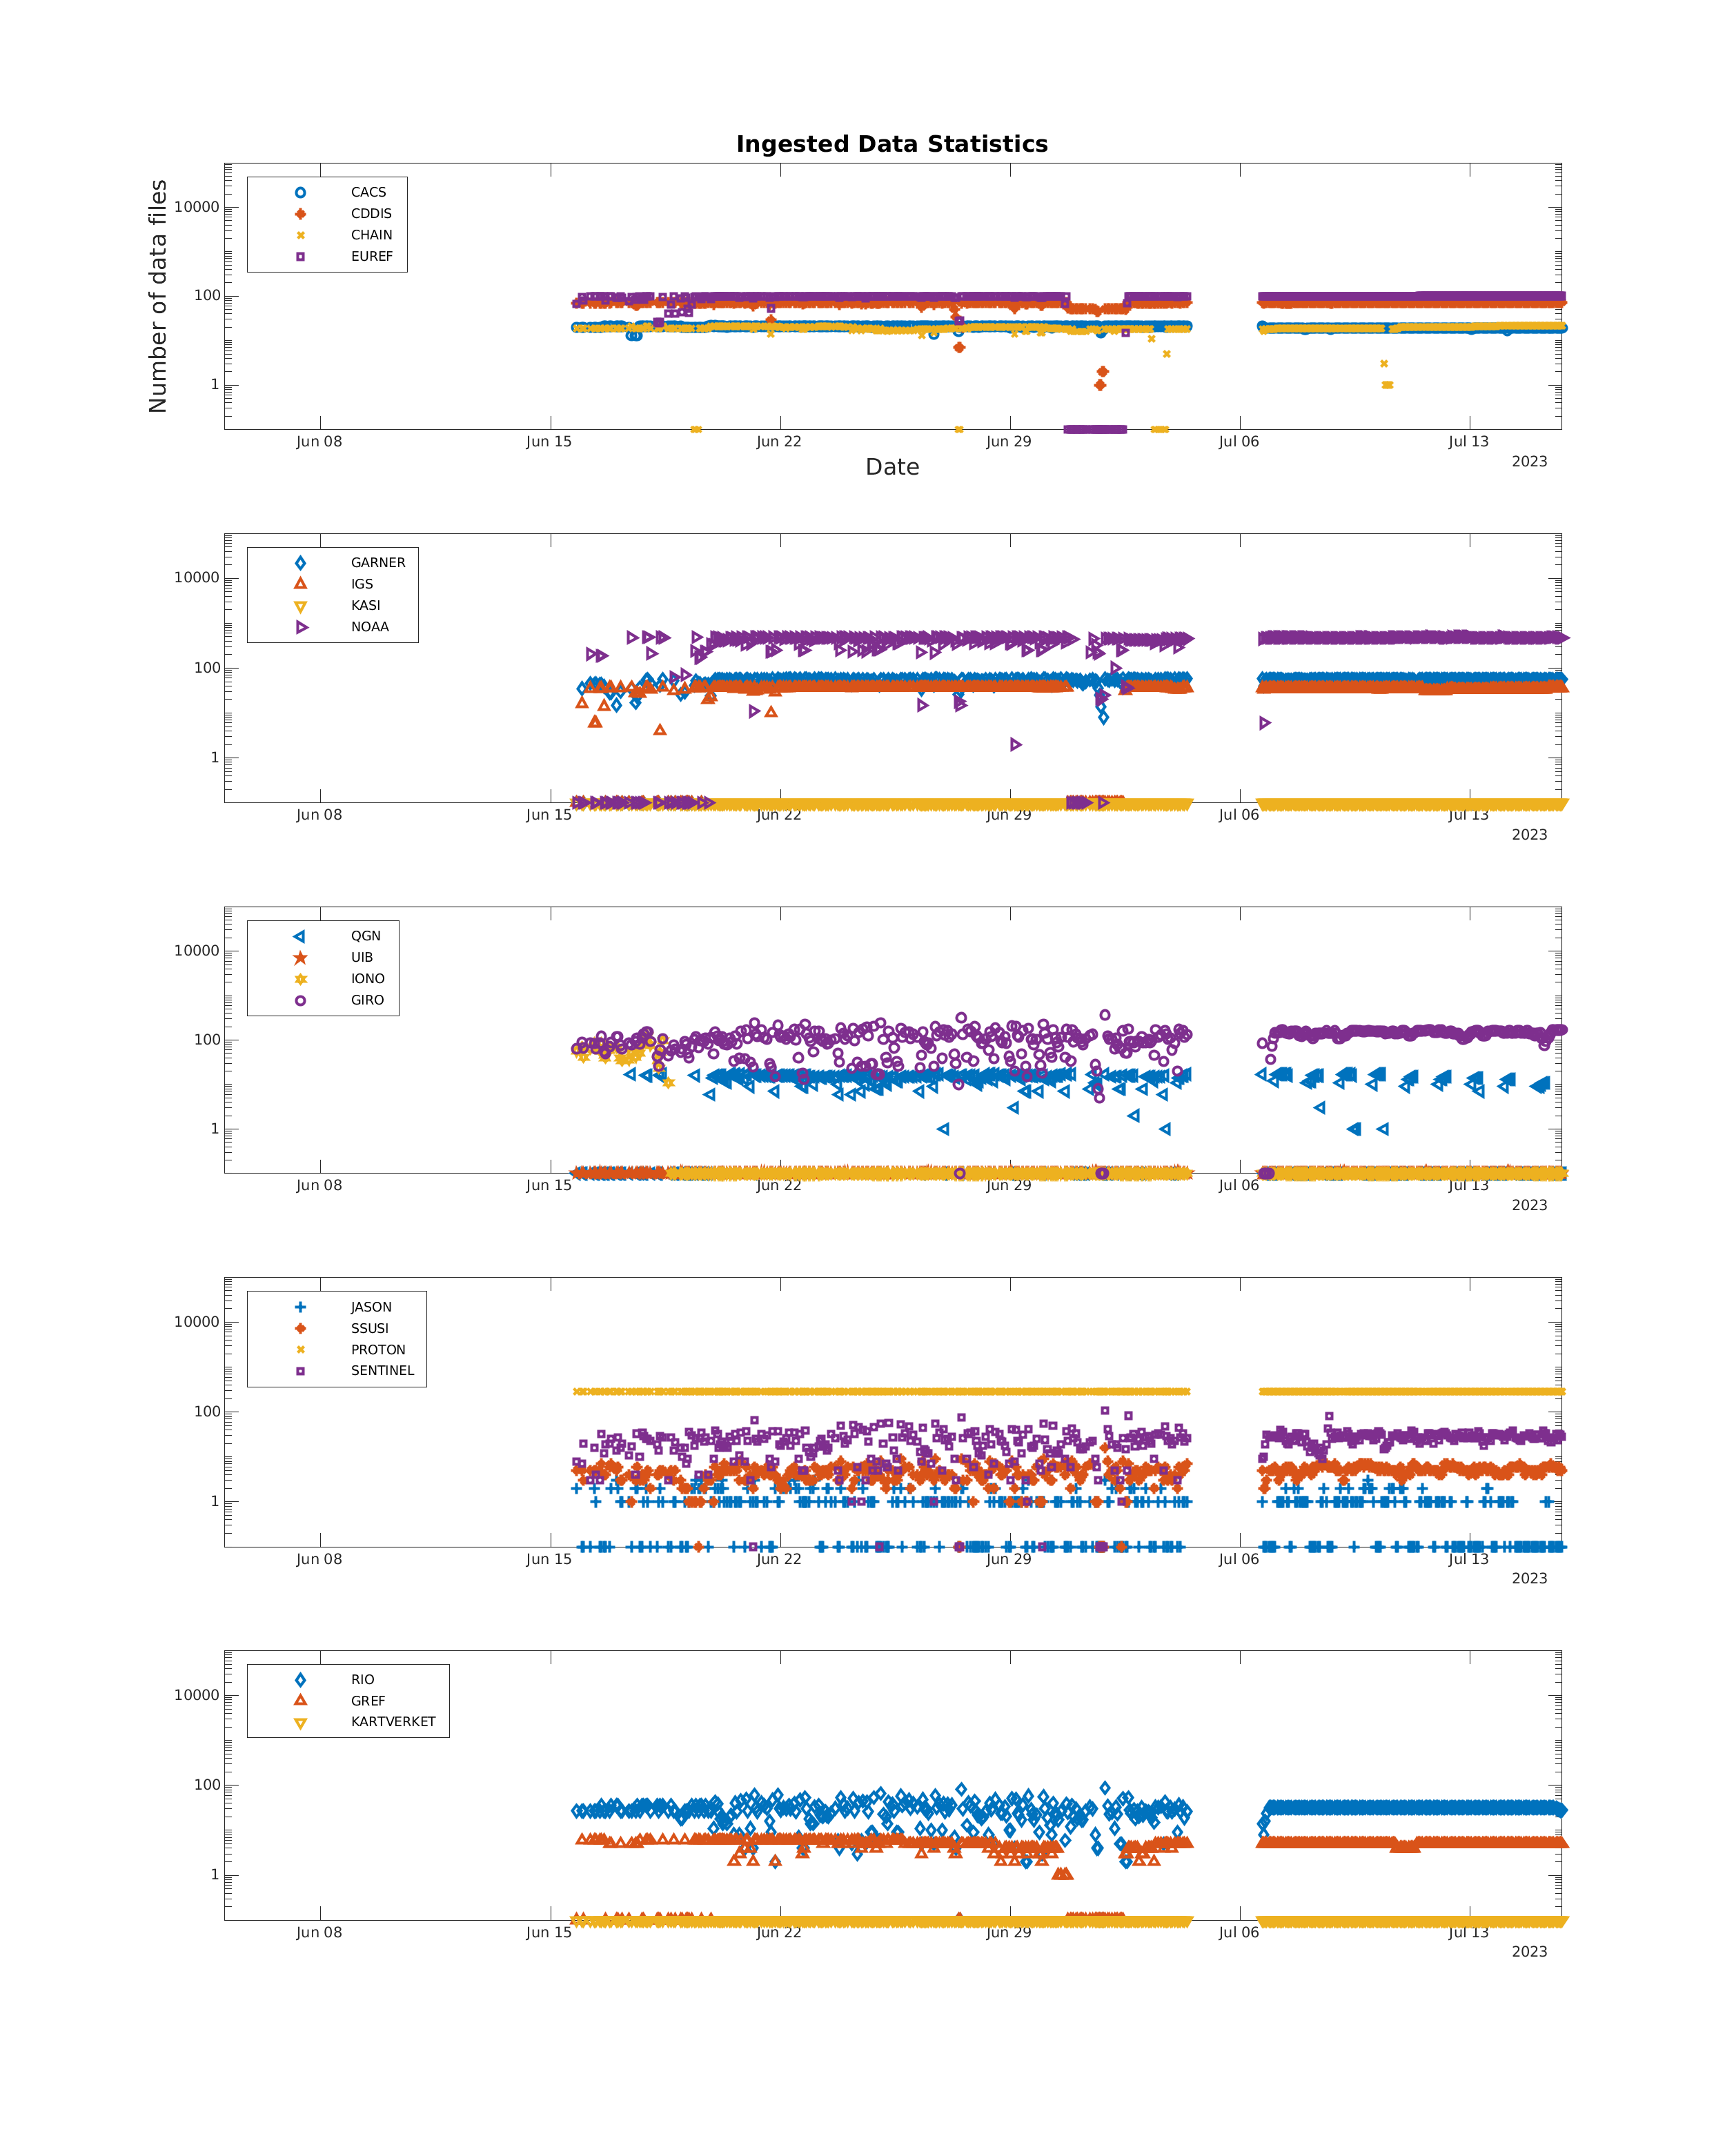 Ingested Data Statistics
Number of data files
10000
100
1
CACS
CDDIS
CHAIN
EUREF
Jun 08
Jun 15
Jun 22
Jun 29
Jul 06
Jul 13
2023
Date
10000
100
1
GARNER
IGS
KASI
NOAA
Jun 08
Jun 15
Jun 22
Jun 29
Jul 06
Jul 13
2023
10000
100
1
QGN
UIB
IONO
GIRO
Jun 08
Jun 15
Jun 22
Jun 29
Jul 06
Jul 13
2023
10000
100
1
JASON
SSUSI
PROTON
SENTINEL
Jun 08
Jun 15
Jun 22
Jun 29
Jul 06
Jul 13
2023
10000
100
1
RIO
GREF
KARTVERKET
Jun 08
Jun 15
Jun 22
Jun 29
Jul 06
Jul 13
2023